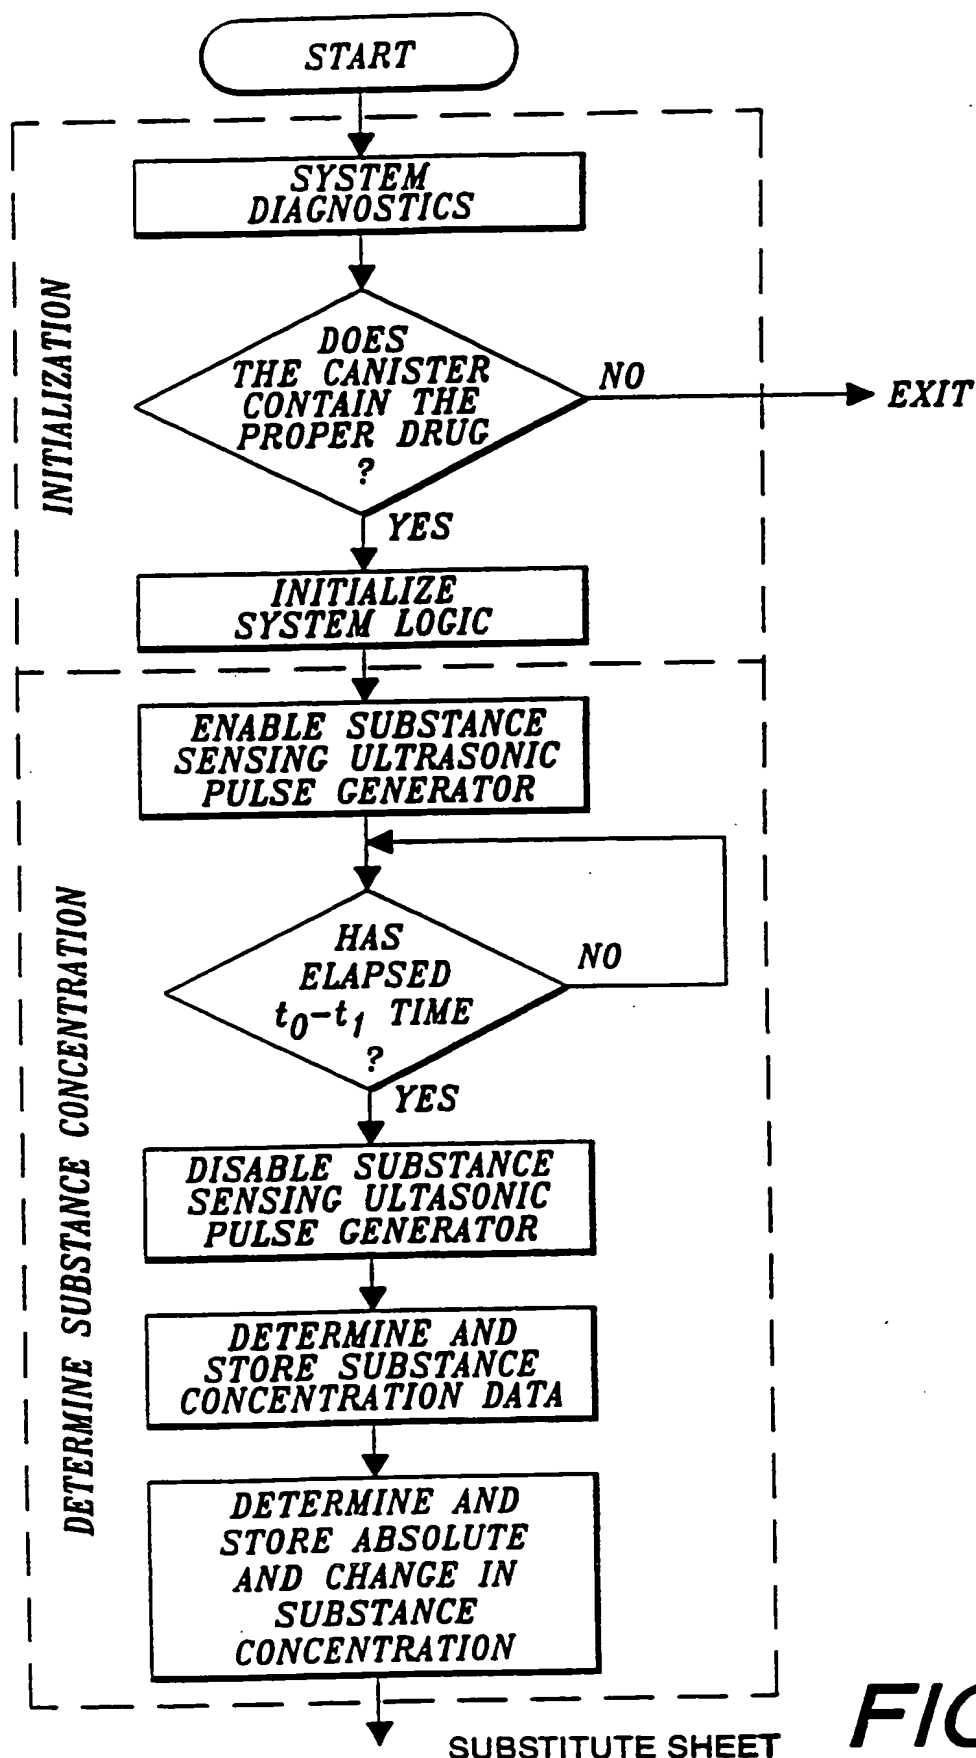 START
SYSTEM
DIAGNOSTICS
INITIALIZATION
DOES
THE CANISTER
CONTAIN THE
PROPER DRUG
?
NO
EXIT
YES
INITIALIZE
SYSTEM LOGIC
DETERMINE SUBSTANCE CONCENTRATION
ENABLE SUBSTANCE
SENSING ULTRASONIC
PULSE GENERATOR
HAS
ELAPSED
t0-t1 TIME
?
NO
YES
DISABLE SUBSTANCE
SENSING ULTASONIC
PULSE GENERATOR
DETERMINE AND
STORE SUBSTANCE
CONCENTRATION DATA
DETERMINE AND
STORE ABSOLUTE
AND CHANGE IN
SUBSTANCE
CONCENTRATION
SUBSTITUTE SHEET